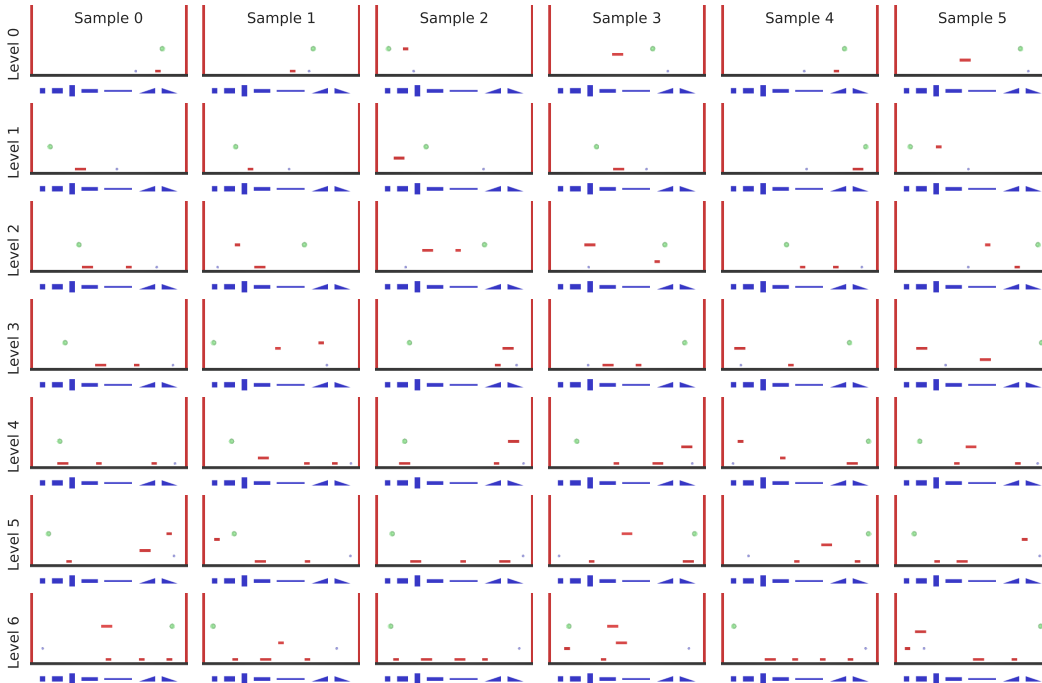 Sample 0
Sample 1
Sample 2
Sample 3
Sample 4
Sample 5
Level 0
Level 1
Level 2
Level 3
Level 4
Level 5
Level 6